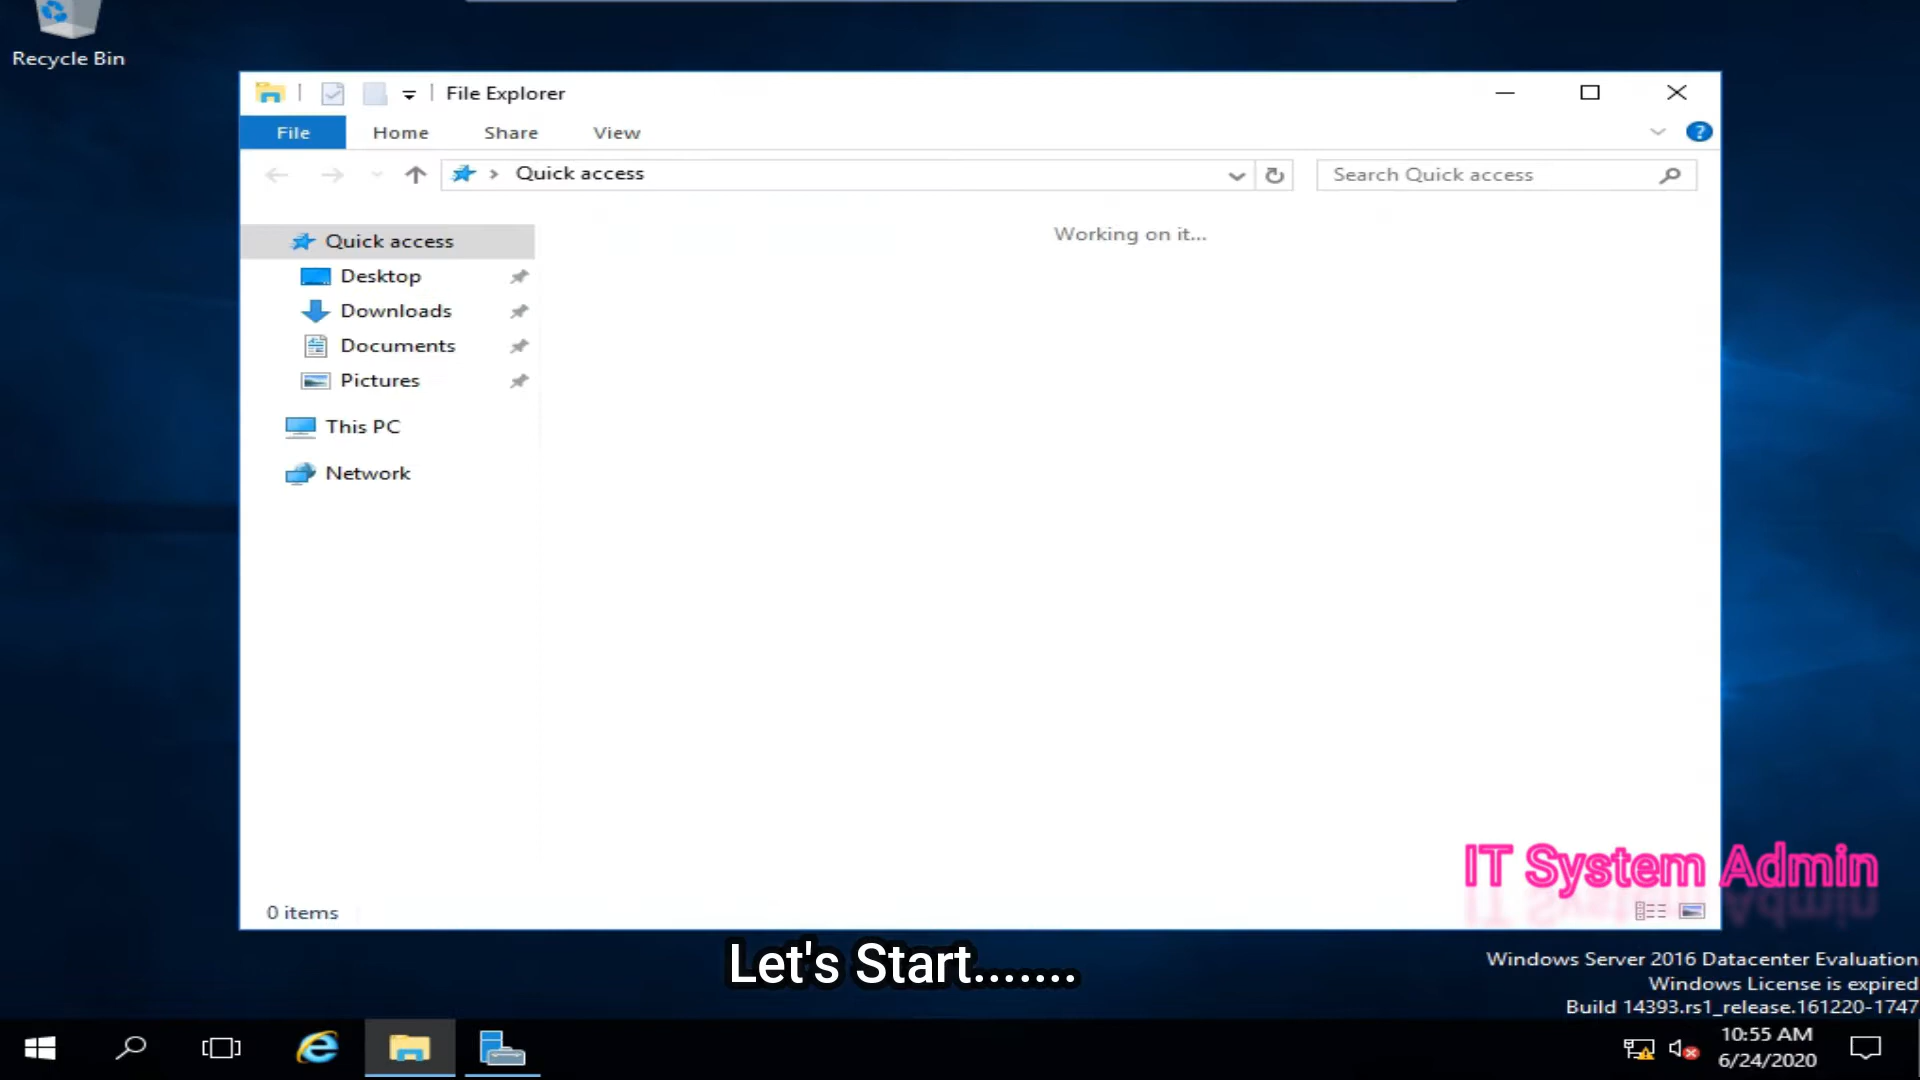 Recycle Bin
File Explorer
File Home Share View
Quick access
Search Quick access
Working on it...
Quick access
Desktop
Downloads
Documents
Pictures
This PC
Network
0 items
IT System Admin
Let's Start.......
Windows Server 2016 Datacenter Evaluation
Windows License is expired
Build 14393.rs1_release.161220-1747
10:55 AM
6/24/2020